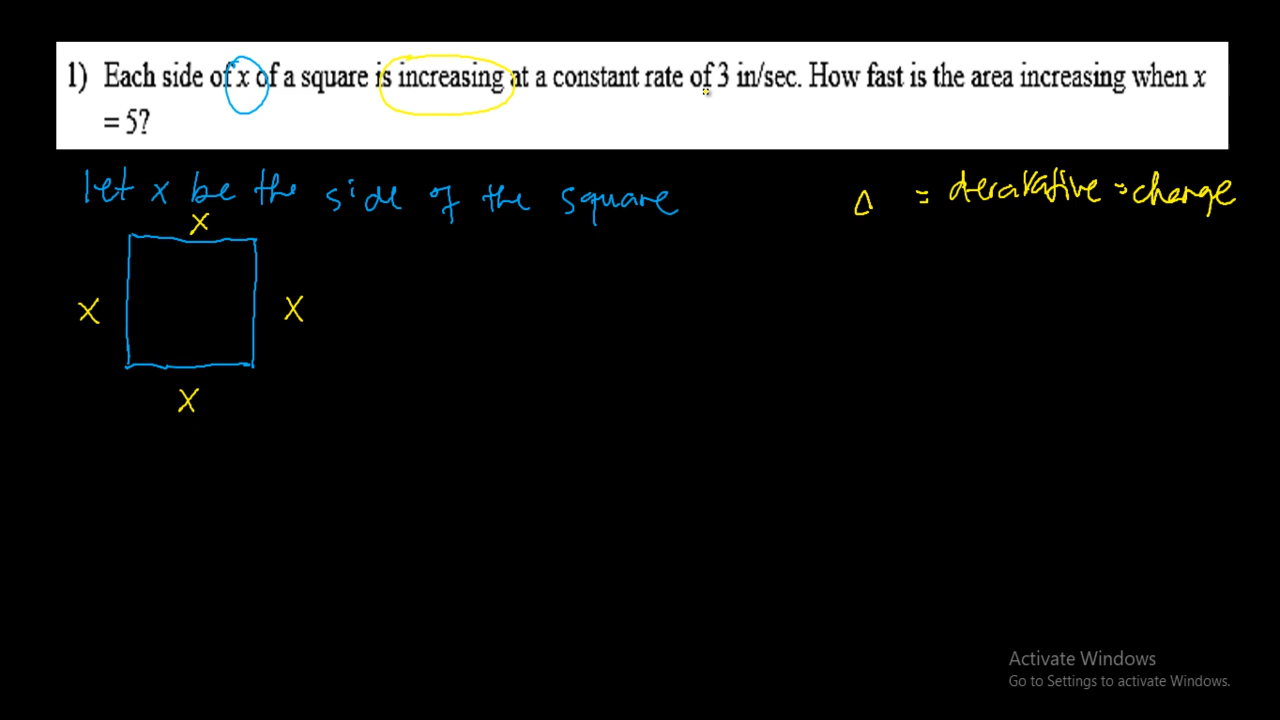 1) Each side of x of a square is increasing at a constant rate of 3 in/sec. How fast is the area increasing when x
= 5?
let x be the side of the square
Δ = derivative = change
x
x
x
x
Activate Windows
Go to Settings to activate Windows.